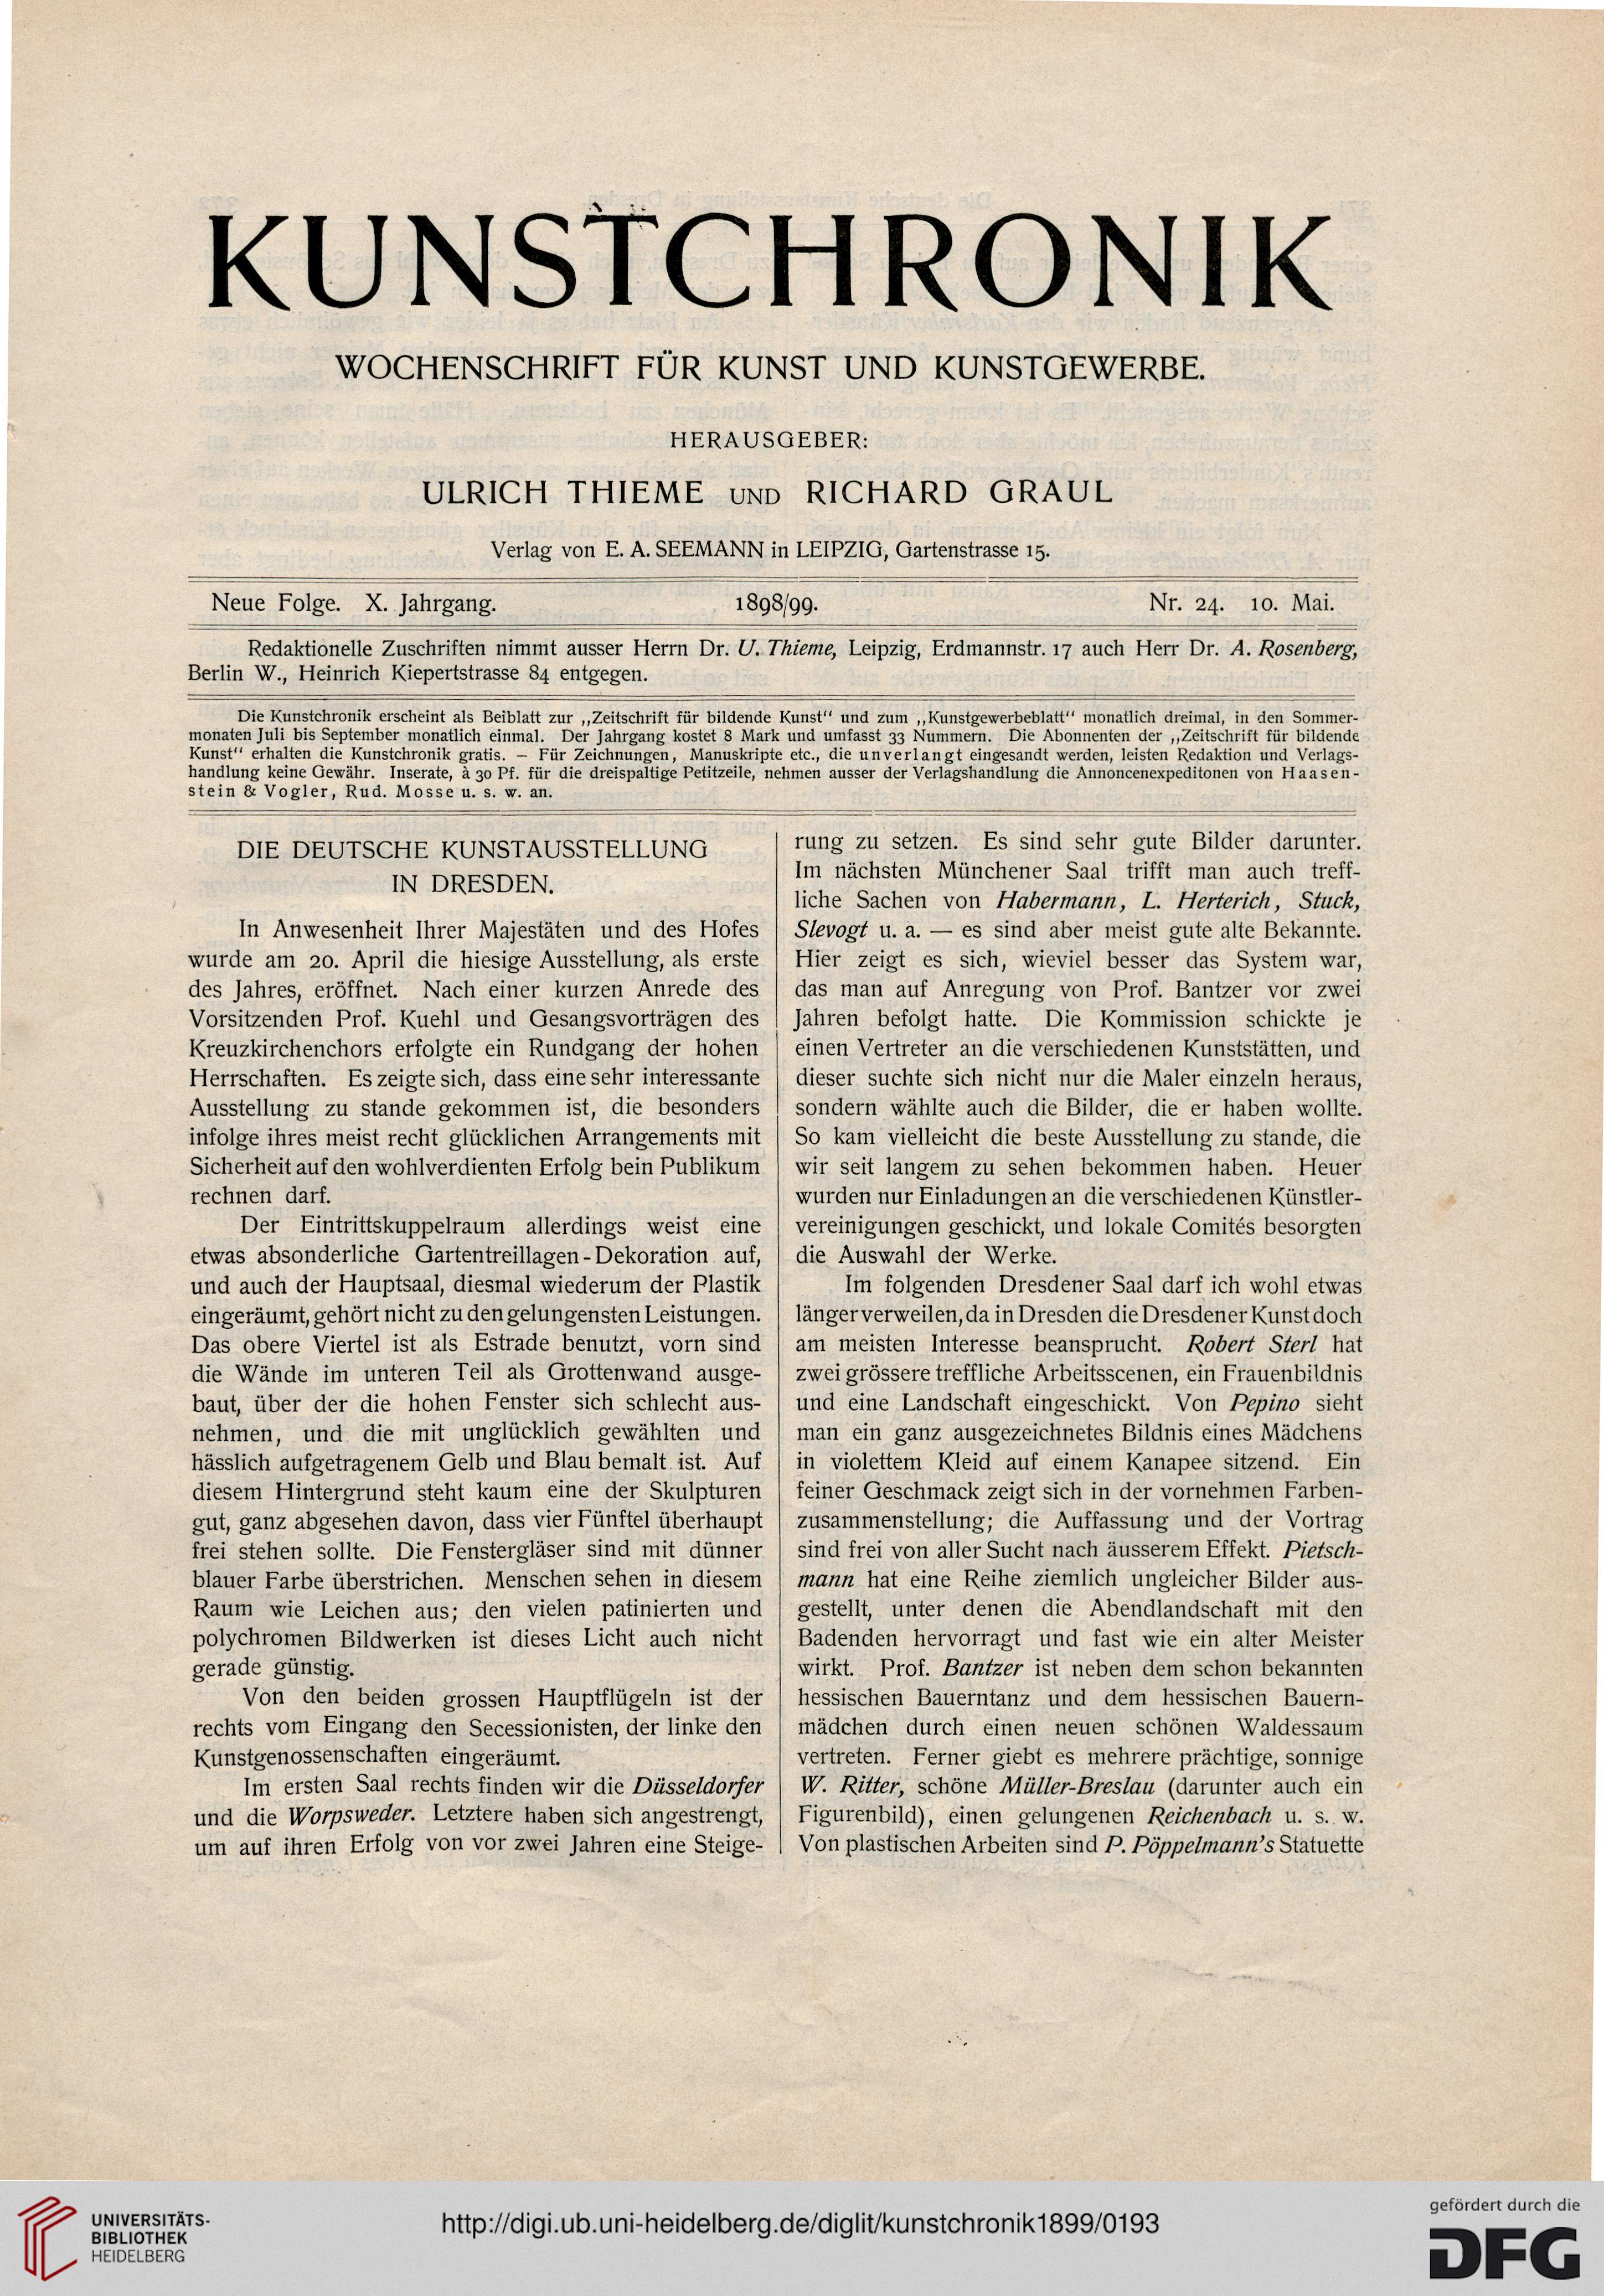 KUNSTCHRONIK
WOCHENSCHRIFT FÜR KUNST UND KUNSTGEWERBE.
HERAUSGEBER:
ULRICH THIEME UND RICHARD GRAUL
Verlag von E. A. SEEMANN in LEIPZIG, Gartenstrasse 15.
Neue Folge. X. Jahrgang. 1898/99. Nr. 24. 10. Mai.
Redaktionelle Zuschriften nimmt ausser Herrn Dr. U. Thieme, Leipzig, Erdmannstr. 17 auch Herr Dr. A. Rosenberg,
Berlin W., Heinrich Kiepertstrasse 84 entgegen.
Die Kunstchronik erscheint als Beiblatt zur ,,Zeitschrift für bildende Kunst'' und zum ,,Kunstgewerbeblatt'' monatlich dreimal, in den Sommer-
monaten Juli bis September monatlich einmal. Der Jahrgang kostet 8 Mark und umfasst 33 Nummern. Die Abonnenten der ,,Zeitschrift für bildende
Kunst'' erhalten die Kunstchronik gratis. – Für Zeichnungen, Manuskripte etc., die unverlangt eingesandt werden, leisten Redaktion und Verlags-
handlung keine Gewähr. Inserate, à 30 Pf. für die dreispaltige Petitzeile, nehmen ausser der Verlagshandlung die Annoncenexpeditonen von Haasen-
stein & Vogler, Rud. Mosse u. s. w. an.
DIE DEUTSCHE KUNSTAUSSTELLUNG
IN DRESDEN.
In Anwesenheit Ihrer Majestäten und des Hofes
wurde am 20. April die hiesige Ausstellung, als erste
des Jahres, eröffnet. Nach einer kurzen Anrede des
Vorsitzenden Prof. Kuehl und Gesangsvorträgen des
Kreuzkirchenchors erfolgte ein Rundgang der hohen
Herrschaften. Es zeigte sich, dass eine sehr interessante
Ausstellung zu stande gekommen ist, die besonders
infolge ihres meist recht glücklichen Arrangements mit
Sicherheit auf den wohlverdienten Erfolg bein Publikum
rechnen darf.
Der Eintrittskuppelraum allerdings weist eine
etwas absonderliche Gartentreillagen-Dekoration auf,
und auch der Hauptsaal, diesmal wiederum der Plastik
eingeräumt, gehört nicht zu den gelungensten Leistungen.
Das obere Viertel ist als Estrade benutzt, vorn sind
die Wände im unteren Teil als Grottenwand ausge-
baut, über der die hohen Fenster sich schlecht aus-
nehmen, und die mit unglücklich gewählten und
hässlich aufgetragenem Gelb und Blau bemalt ist. Auf
diesem Hintergrund steht kaum eine der Skulpturen
gut, ganz abgesehen davon, dass vier Fünftel überhaupt
frei stehen sollte. Die Fenstergläser sind mit dünner
blauer Farbe überstrichen. Menschen sehen in diesem
Raum wie Leichen aus; den vielen patinierten und
polychromen Bildwerken ist dieses Licht auch nicht
gerade günstig.
Von den beiden grossen Hauptflügeln ist der
rechts vom Eingang den Secessionisten, der linke den
Kunstgenossenschaften eingeräumt.
Im ersten Saal rechts finden wir die Düsseldorfer
und die Worpsweder. Letztere haben sich angestrengt,
um auf ihren Erfolg von vor zwei Jahren eine Steige-
rung zu setzen. Es sind sehr gute Bilder darunter.
Im nächsten Münchener Saal trifft man auch treff-
liche Sachen von Habermann, L. Herterich, Stuck,
Slevogt u. a. — es sind aber meist gute alte Bekannte.
Hier zeigt es sich, wieviel besser das System war,
das man auf Anregung von Prof. Bantzer vor zwei
Jahren befolgt hatte. Die Kommission schickte je
einen Vertreter an die verschiedenen Kunststätten, und
dieser suchte sich nicht nur die Maler einzeln heraus,
sondern wählte auch die Bilder, die er haben wollte.
So kam vielleicht die beste Ausstellung zu stande, die
wir seit langem zu sehen bekommen haben. Heuer
wurden nur Einladungen an die verschiedenen Künstler-
vereinigungen geschickt, und lokale Comités besorgten
die Auswahl der Werke.
Im folgenden Dresdener Saal darf ich wohl etwas
länger verweilen, da in Dresden die Dresdener Kunst doch
am meisten Interesse beansprucht. Robert Sterl hat
zwei grössere treffliche Arbeitsscenen, ein Frauenbildnis
und eine Landschaft eingeschickt. Von Pepino sieht
man ein ganz ausgezeichnetes Bildnis eines Mädchens
in violettem Kleid auf einem Kanapee sitzend. Ein
feiner Geschmack zeigt sich in der vornehmen Farben-
zusammenstellung; die Auffassung und der Vortrag
sind frei von aller Sucht nach äusserem Effekt. Pietsch-
mann hat eine Reihe ziemlich ungleicher Bilder aus-
gestellt, unter denen die Abendlandschaft mit den
Badenden hervorragt und fast wie ein alter Meister
wirkt. Prof. Bantzer ist neben dem schon bekannten
hessischen Bauerntanz und dem hessischen Bauern-
mädchen durch einen neuen schönen Waldessaum
vertreten. Ferner giebt es mehrere prächtige, sonnige
W. Ritter, schöne Müller-Breslau (darunter auch ein
Figurenbild), einen gelungenen Reichenbach u. s. w.
Von plastischen Arbeiten sind P. Pöppelmann's Statuette
UNIVERSITÄTS-
BIBLIOTHEK
HEIDELBERG
http://digi.ub.uni-heidelberg.de/diglit/kunstchronik1899/0193
gefördert durch die
DFG